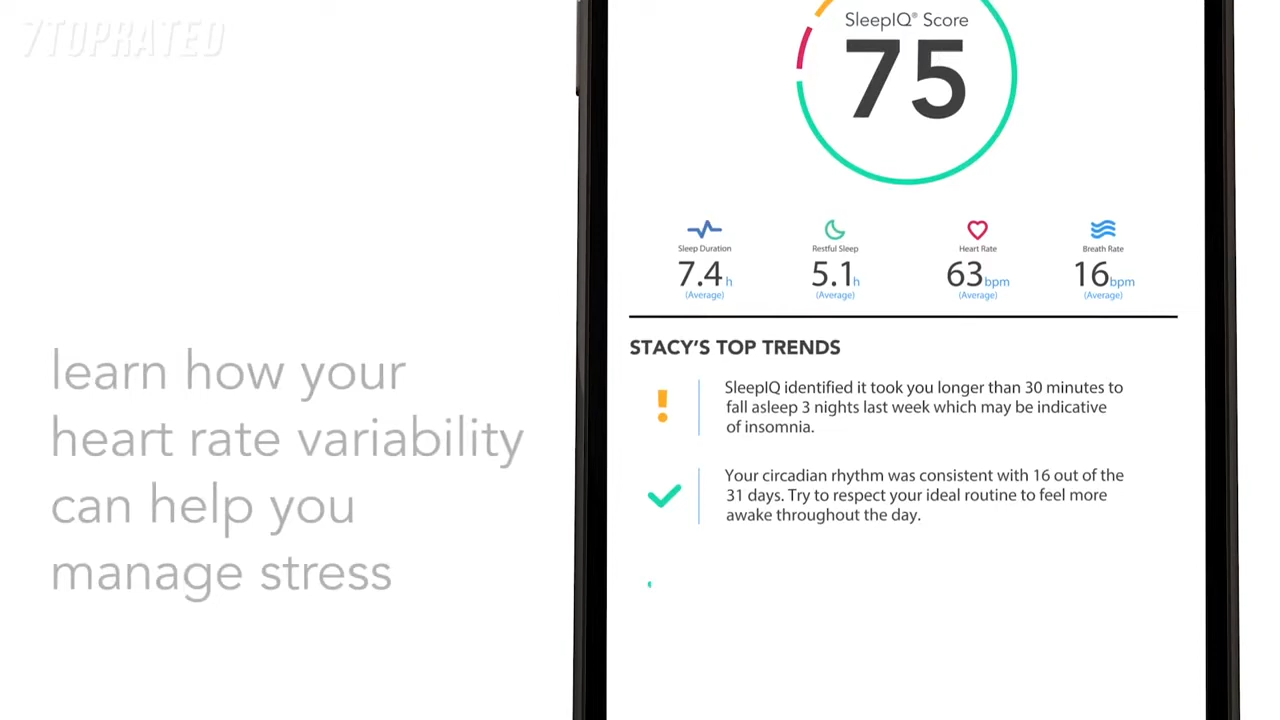 7TOPRATED
SleepIQ® Score
75
Sleep Duration
7.4 h
(Average)
Restful Sleep
5.1h
(Average)
Heart Rate
63bpm
(Average)
Breath Rate
16bpm
(Average)
STACY'S TOP TRENDS
SleepIQ identified it took you longer than 30 minutes to
fall asleep 3 nights last week which may be indicative
of insomnia.
Your circadian rhythm was consistent with 16 out of the
31 days. Try to respect your ideal routine to feel more
awake throughout the day.
learn how your
heart rate variability
can help you
manage stress